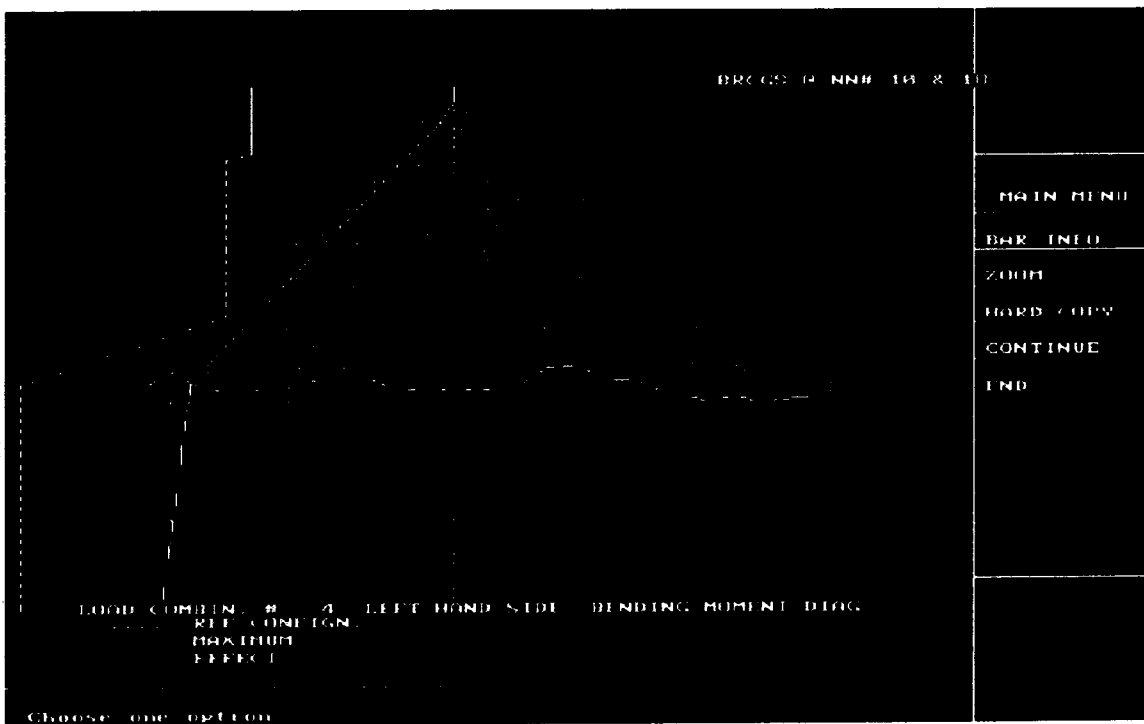 BRCGS @ NN# 10 & 10
MAIN MENU
BAR INFO
ZOOM
HARD COPY
CONTINUE
END
LOAD COMBIN. # 4 LEFT HAND SIDE BENDING MOMENT DIAG
REF CONFIGN.
MAXIMUM
EFFECT
Choose one option